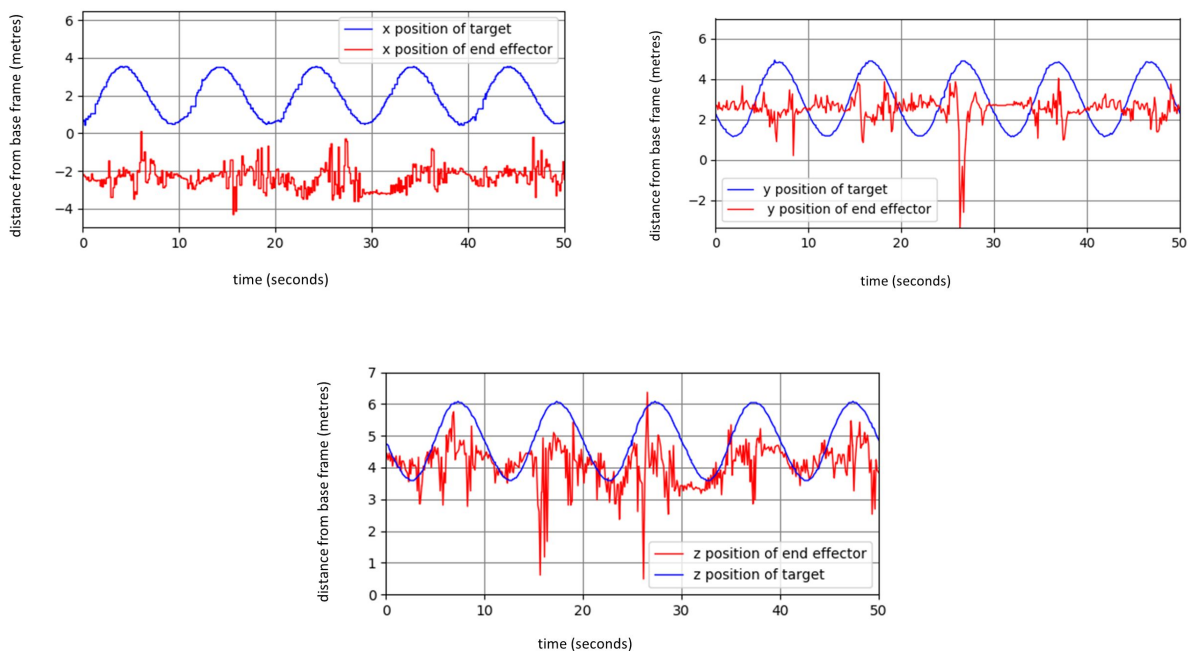 distance from base frame (metres)
6
4
2
0
−2
−4
x position of target
x position of end effector
0 10 20 30 40 50
time (seconds)
distance from base frame (metres)
6
4
2
0
−2
y position of target
y position of end effector
0 10 20 30 40 50
time (seconds)
distance from base frame (metres)
7
6
5
4
3
2
1
0
z position of end effector
z position of target
0 10 20 30 40 50
time (seconds)